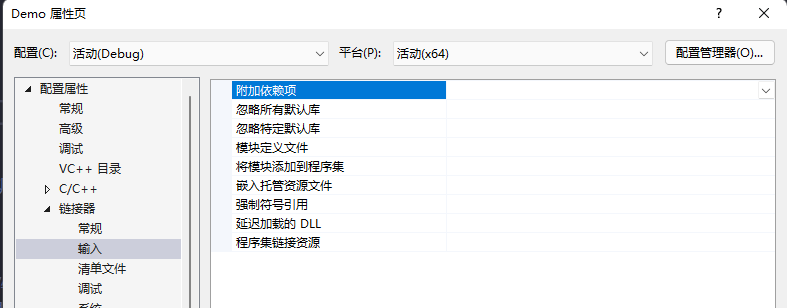 Demo 属性页
配置(C): 活动(Debug) 平台(P): 活动(x64) 配置管理器(O)...
配置属性
常规
高级
调试
VC++ 目录
C/C++
链接器
常规
输入
清单文件
调试
系统
附加依赖项
忽略所有默认库
忽略特定默认库
模块定义文件
将模块添加到程序集
嵌入托管资源文件
强制符号引用
延迟加载的 DLL
程序集链接资源